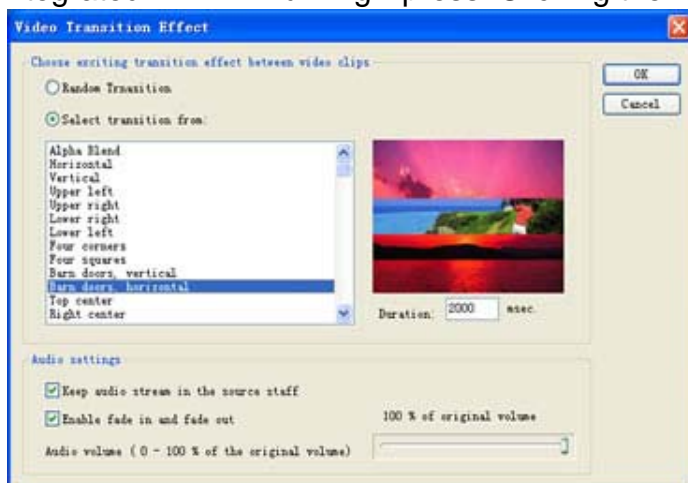 Video Transition Effect
Choose exciting transition effect between video clips
Random Trnasition
Select transition from:
Alpha Blend
Horizontal
Vertical
Upper left
Upper right
Lower right
Lower left
Four corners
Four squares
Barn doors, vertical
Barn doors, horizontal
Top center
Right center
Duration: 2000 msec.
OK
Cancel
Audio settings
Keep audio stream in the source staff
Enable fade in and fade out
100 % of original volume
Audio volume ( 0 - 100 % of the original volume)